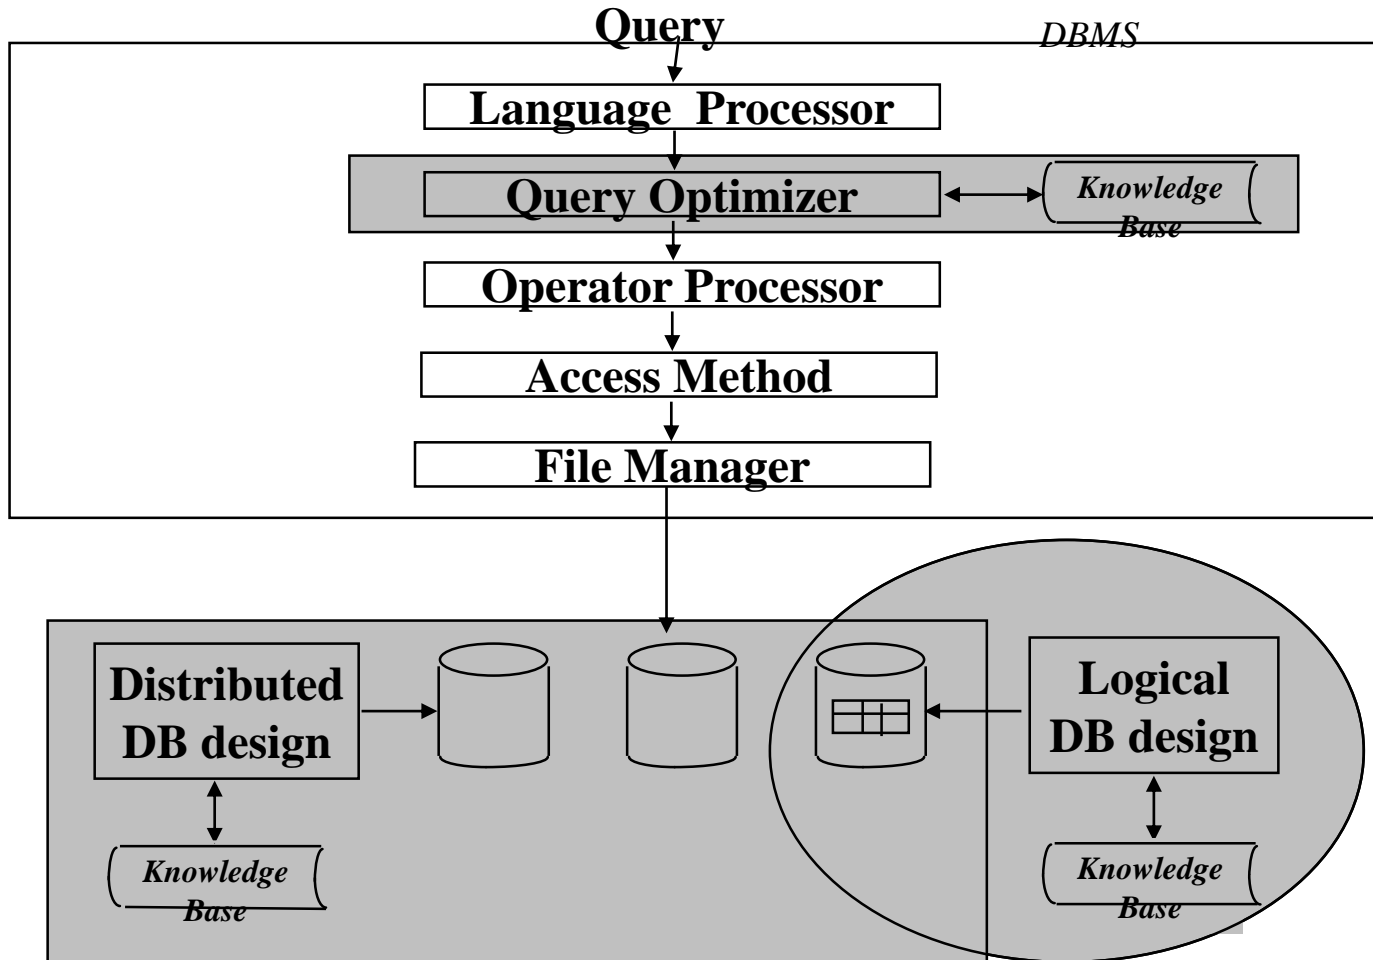 Query
DBMS
Language Processor
Query Optimizer
Knowledge
Base
Operator Processor
Access Method
File Manager
Distributed
DB design
Logical
DB design
Knowledge
Base
Knowledge
Base